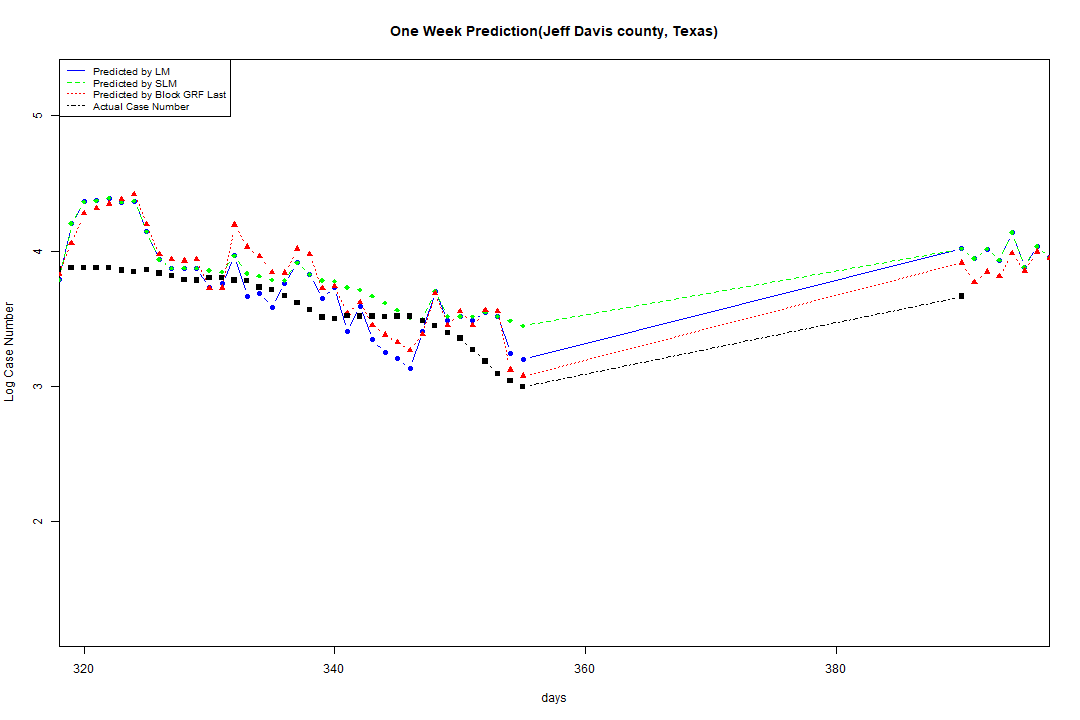 One Week Prediction(Jeff Davis county, Texas)
Predicted by LM
Predicted by SLM
Predicted by Block GRF Last
Actual Case Number
5
4
3
2
Log Case Number
320
340
360
380
days